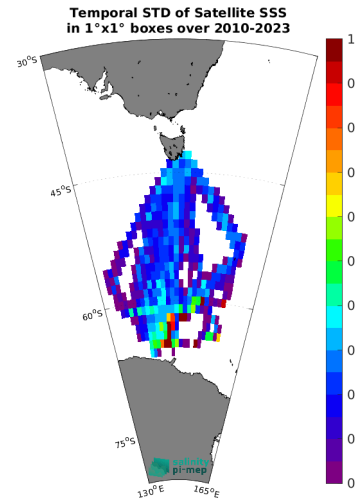 Temporal STD of Satellite SSS
in 1°x1° boxes over 2010-2023
1
30°S
0
0
0
0
45°S
0
0
0
60°S
0
0
0
75°S
salinity
pi-mep
130°E
165°E
0